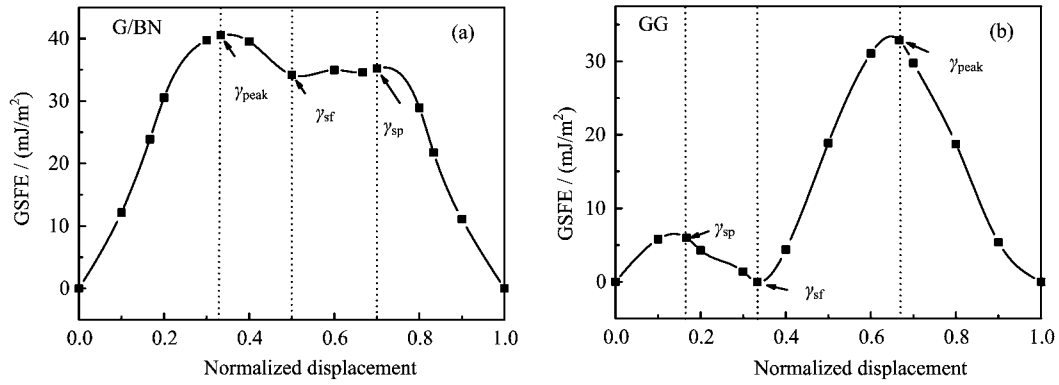 G/BN
(a)
40
30
20
10
0
γpeak
γsf
γsp
GSFE / (mJ/m²)
0.0 0.2 0.4 0.6 0.8 1.0
Normalized displacement
GG
(b)
30
20
10
0
γsp
γsf
γpeak
GSFE / (mJ/m²)
0.0 0.2 0.4 0.6 0.8 1.0
Normalized displacement